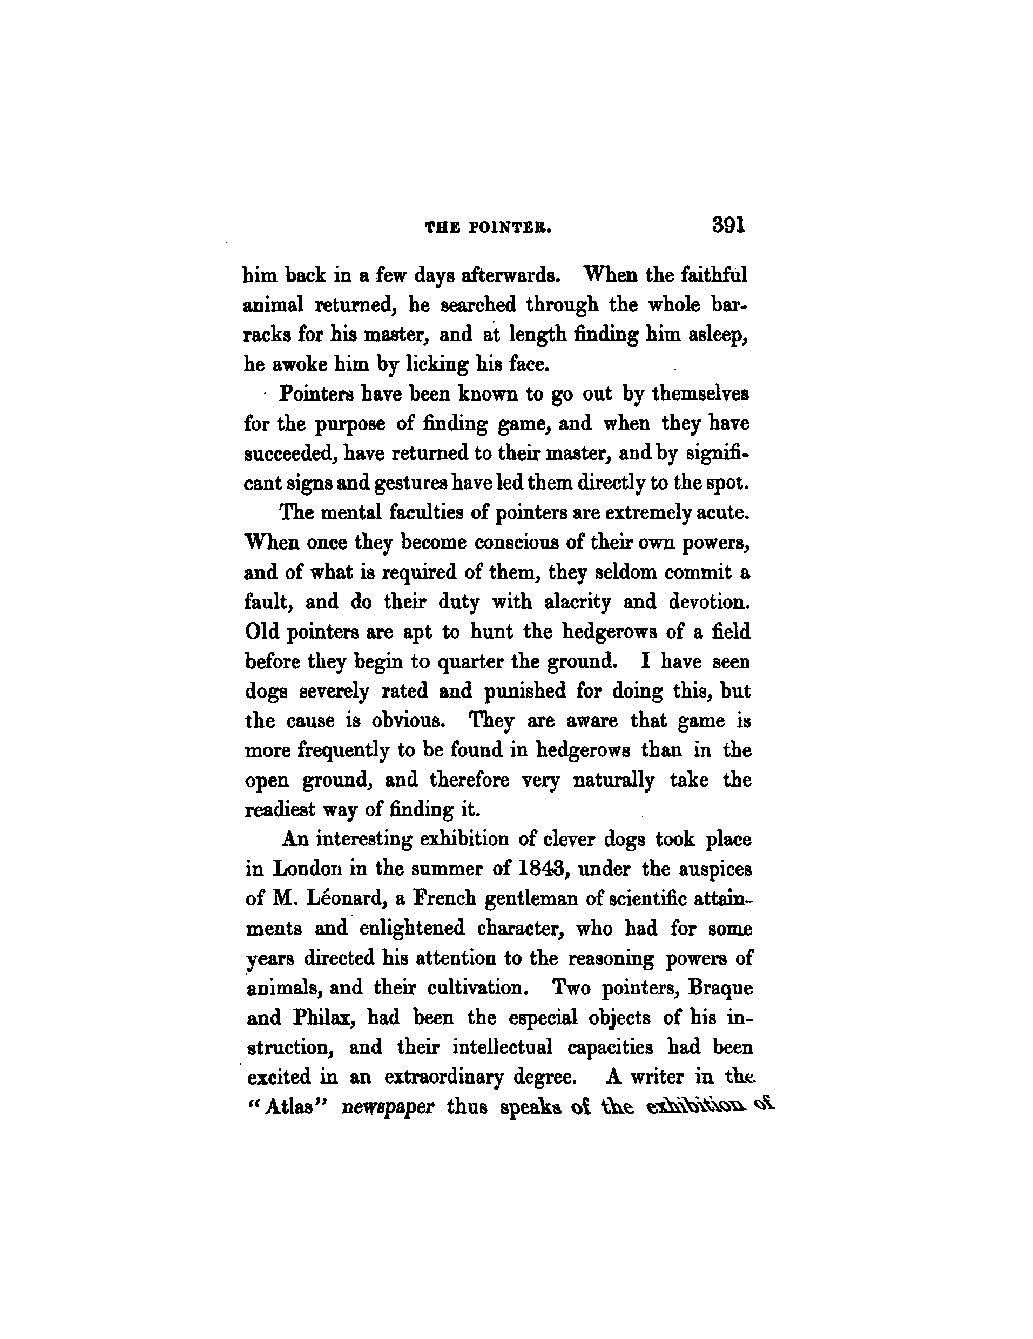 THE POINTER. 391
him back in a few days afterwards. When the faithful
animal returned, he searched through the whole bar-
racks for his master, and at length finding him asleep,
he awoke him by licking his face.
Pointers have been known to go out by themselves
for the purpose of finding game, and when they have
succeeded, have returned to their master, and by signifi-
cant signs and gestures have led them directly to the spot.
The mental faculties of pointers are extremely acute.
When once they become conscious of their own powers,
and of what is required of them, they seldom commit a
fault, and do their duty with alacrity and devotion.
Old pointers are apt to hunt the hedgerows of a field
before they begin to quarter the ground. I have seen
dogs severely rated and punished for doing this, but
the cause is obvious. They are aware that game is
more frequently to be found in hedgerows than in the
open ground, and therefore very naturally take the
readiest way of finding it.
An interesting exhibition of clever dogs took place
in London in the summer of 1843, under the auspices
of M. Léonard, a French gentleman of scientific attain-
ments and enlightened character, who had for some
years directed his attention to the reasoning powers of
animals, and their cultivation. Two pointers, Braque
and Philax, had been the especial objects of his in-
struction, and their intellectual capacities had been
excited in an extraordinary degree. A writer in the
“Atlas” newspaper thus speaks of the exhibition of